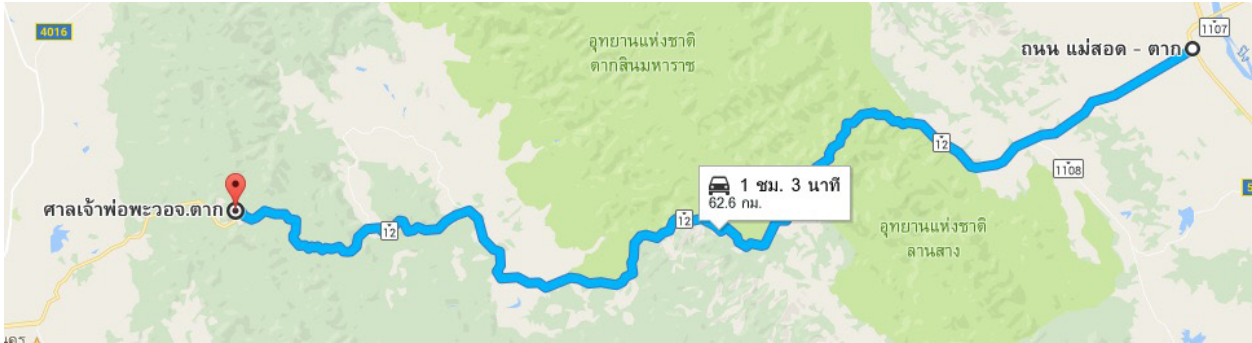 4016
อุทยานแห่งชาติ
ตากสินมหาราช
1107
ถนน แม่สอด - ตาก
12
1108
1 ชม. 3 นาที
62.6 กม.
ศาลเจ้าพ่อพะวอจ.ตาก
12
12
อุทยานแห่งชาติ
ลานสาง